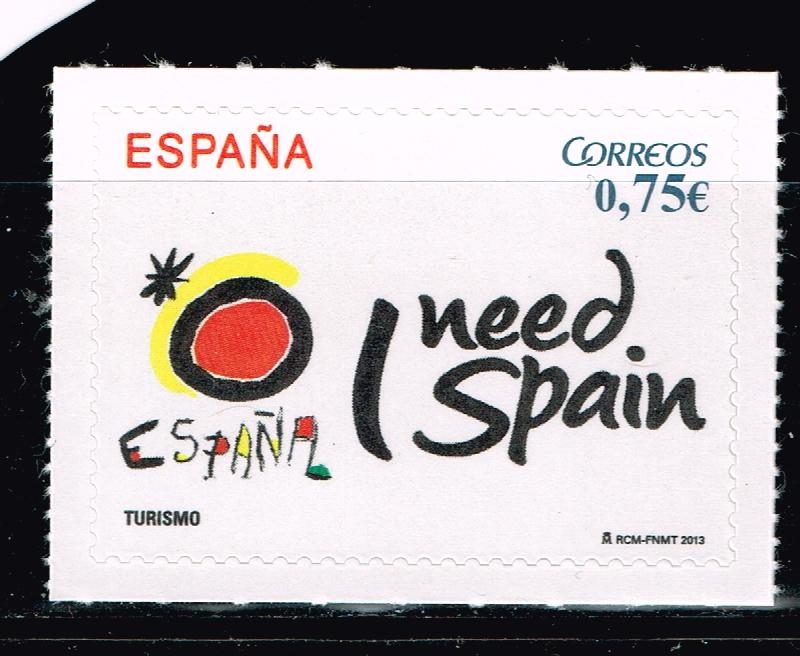 ESPAÑA
CORREOS
0,75€
I need
Spain
ESPAÑA
TURISMO
RCM-FNMT 2013